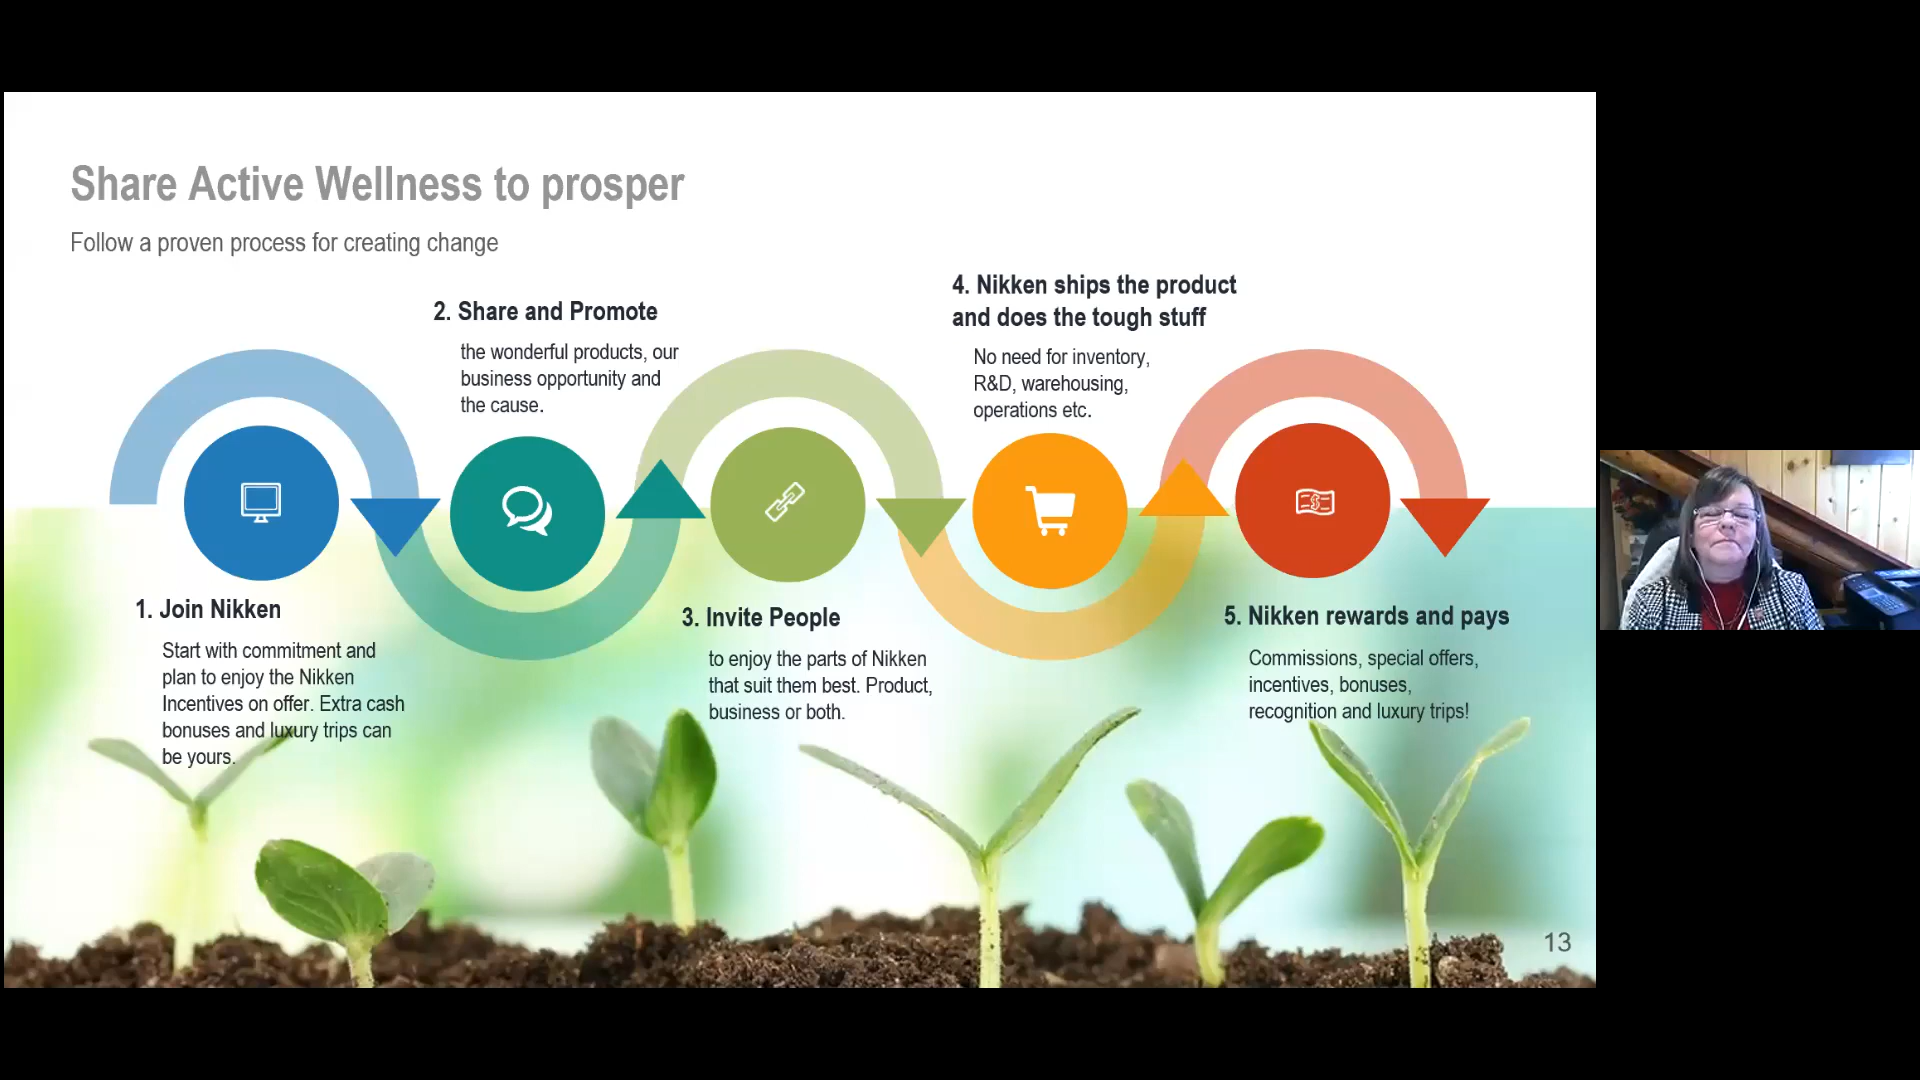 Share Active Wellness to prosper
Follow a proven process for creating change
1. Join Nikken
Start with commitment and
plan to enjoy the Nikken
Incentives on offer. Extra cash
bonuses and luxury trips can
be yours.
2. Share and Promote
the wonderful products, our
business opportunity and
the cause.
3. Invite People
to enjoy the parts of Nikken
that suit them best. Product,
business or both.
4. Nikken ships the product
and does the tough stuff
No need for inventory,
R&D, warehousing,
operations etc.
5. Nikken rewards and pays
Commissions, special offers,
incentives, bonuses,
recognition and luxury trips!
13